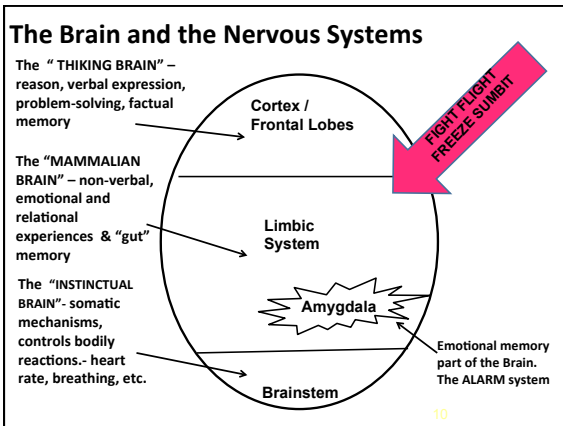 The Brain and the Nervous Systems
The " THIKING BRAIN" –
reason, verbal expression,
problem-solving, factual
memory
Cortex /
Frontal Lobes
FIGHT FLIGHT
FREEZE SUMBIT
The "MAMMALIAN
BRAIN" – non-verbal,
emotional and
relational
experiences & "gut"
memory
Limbic
System
The "INSTINCTUAL
BRAIN"- somatic
mechanisms,
controls bodily
reactions.- heart
rate, breathing, etc.
Amygdala
Emotional memory
part of the Brain.
The ALARM system
Brainstem
10